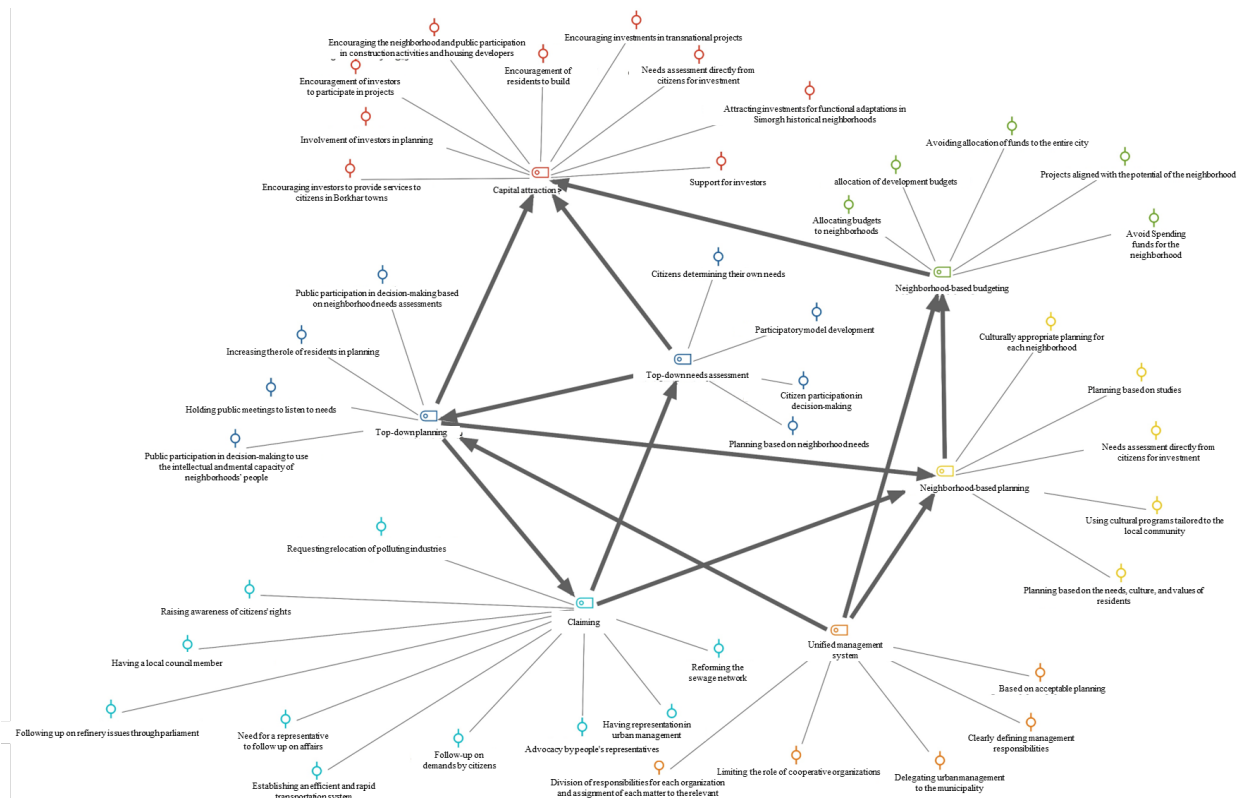 Encouraging the neighborhood and public participation
in construction activities and housing developers
Encouraging investments in transnational projects
Encouragement of investors
to participate in projects
Encouragement of
residents to build
Needs assessment directly from
citizens for investment
Attracting investments for functional adaptations in
Simorgh historical neighborhoods
Involvement of investors in planning
Encouraging investors to provide services to
citizens in Borkhar towns
Capital attraction
Support for investors
Avoiding allocation of funds to the entire city
allocation of development budgets
Projects aligned with the potential of the neighborhood
Allocating budgets
to neighborhoods
Avoid Spending
funds for the
neighborhood
Neighborhood-based budgeting
Citizens determining their own needs
Public participation in decision-making based
on neighborhood needs assessments
Participatory model development
Increasing the role of residents in planning
Top-down needs assessment
Citizen participation in
decision-making
Holding public meetings to listen to needs
Planning based on neighborhood needs
Top-down planning
Public participation in decision-making to use
the intellectual and mental capacity of
neighborhoods' people
Culturally appropriate planning for
each neighborhood
Planning based on studies
Needs assessment directly from
citizens for investment
Neighborhood-based planning
Using cultural programs tailored to the
local community
Planning based on the needs, culture, and values of
residents
Requesting relocation of polluting industries
Raising awareness of citizens' rights
Claiming
Having a local council member
Following up on refinery issues through parliament
Need for a representative
to follow up on affairs
Establishing an efficient and rapid
transportation system
Follow-up on
demands by citizens
Advocacy by people's representatives
Having representation in
urban management
Reforming the
sewage network
Unified management
system
Based on acceptable planning
Clearly defining management
responsibilities
Delegating urban management
to the municipality
Limiting the role of cooperative organizations
Division of responsibilities for each organization
and assignment of each matter to the relevant